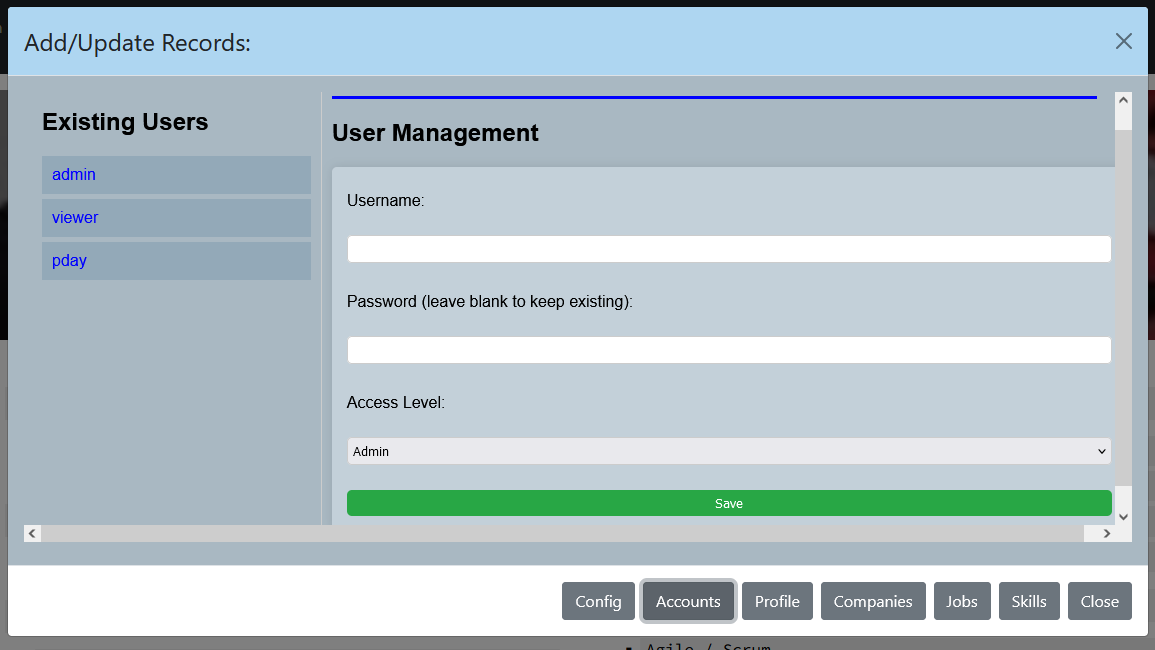 Add/Update Records:
Existing Users
admin
viewer
pday
User Management
Username:
Password (leave blank to keep existing):
Access Level:
Admin
Save
Config
Accounts
Profile
Companies
Jobs
Skills
Close
Agile / Scrum